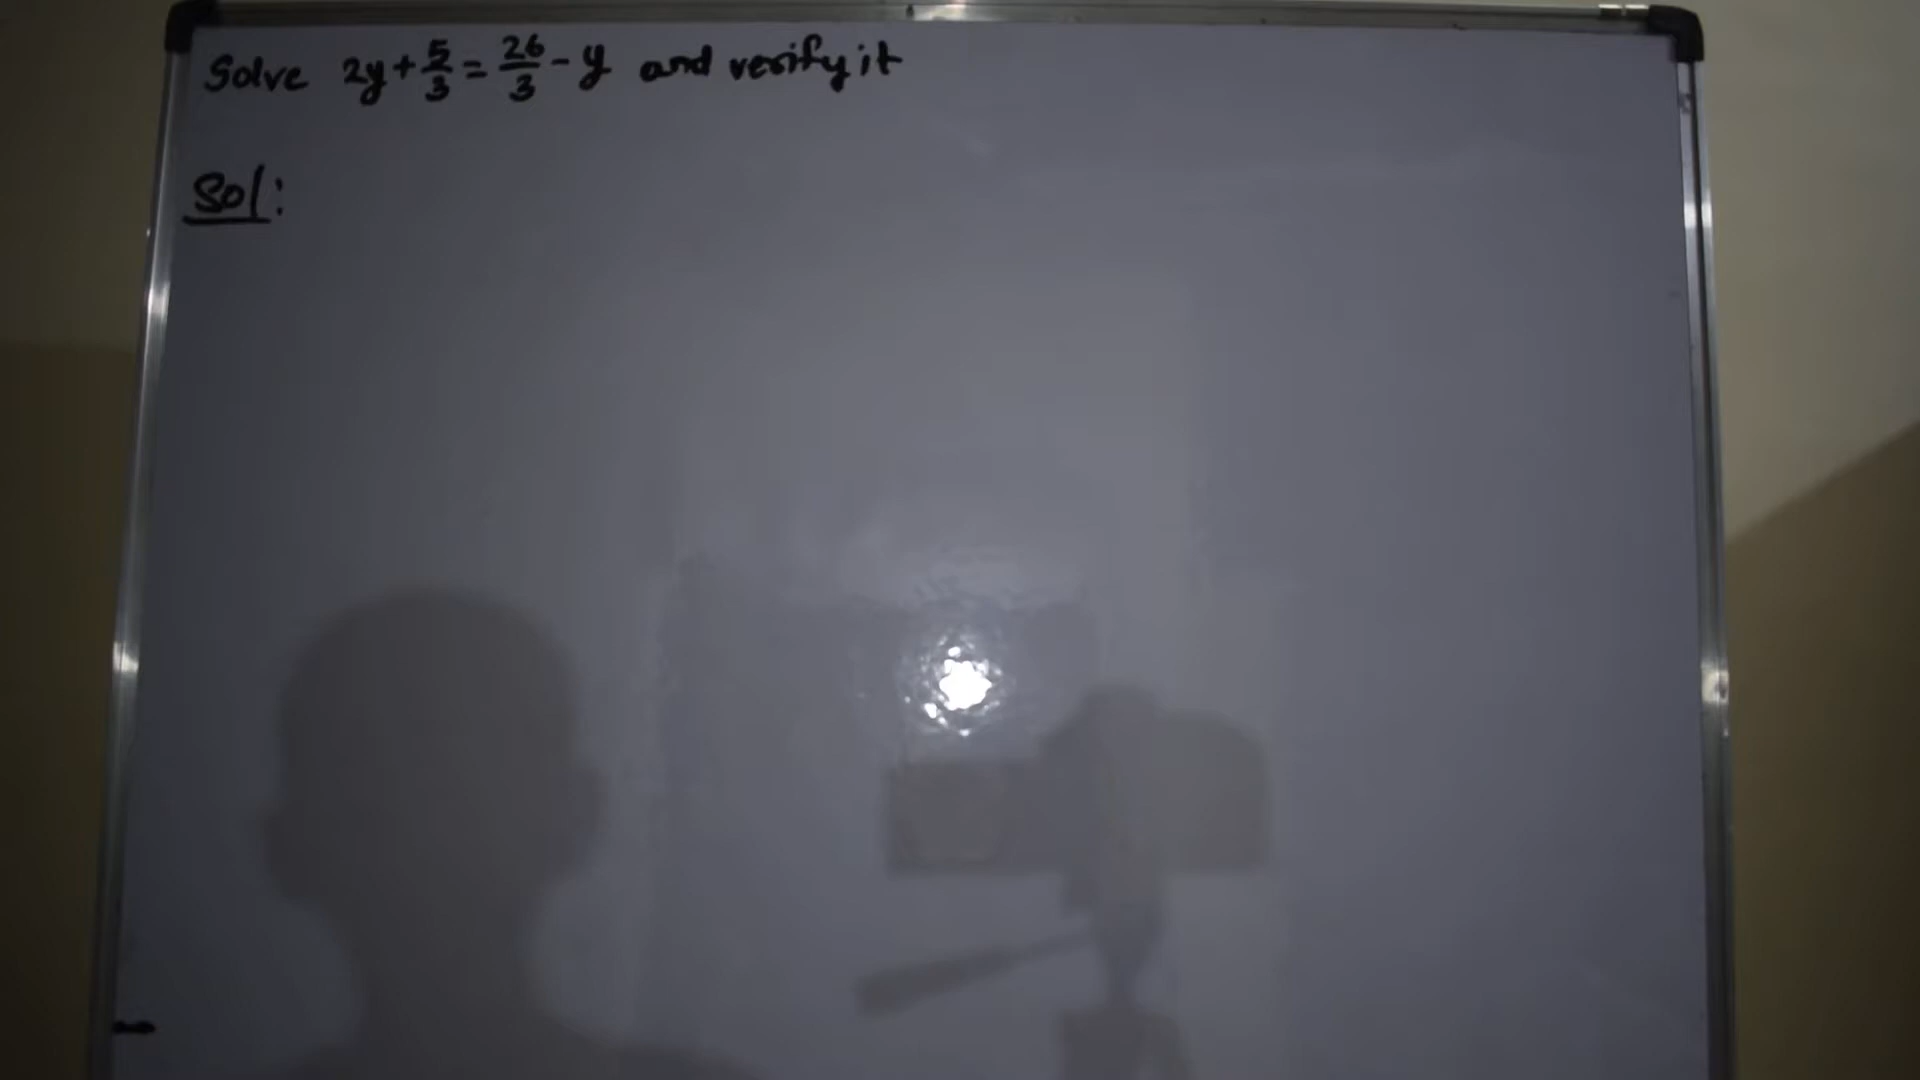 Solve 2y + 5/3 = 26/3 - y and verify it
Sol: